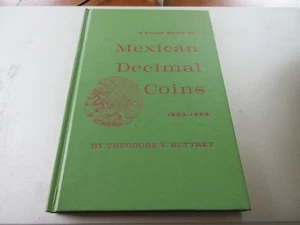 A GUIDE BOOK OF
Mexican
Decimal
Coins
1863-1963
BY THEODORE V. BUTTREY